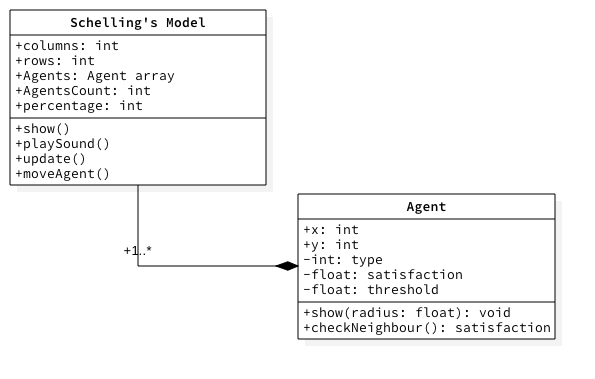 Schelling's Model
+columns: int
+rows: int
+Agents: Agent array
+AgentsCount: int
+percentage: int
+show()
+playSound()
+update()
+moveAgent()
+1..*
Agent
+x: int
+y: int
-int: type
-float: satisfaction
-float: threshold
+show(radius: float): void
+checkNeighbour(): satisfaction